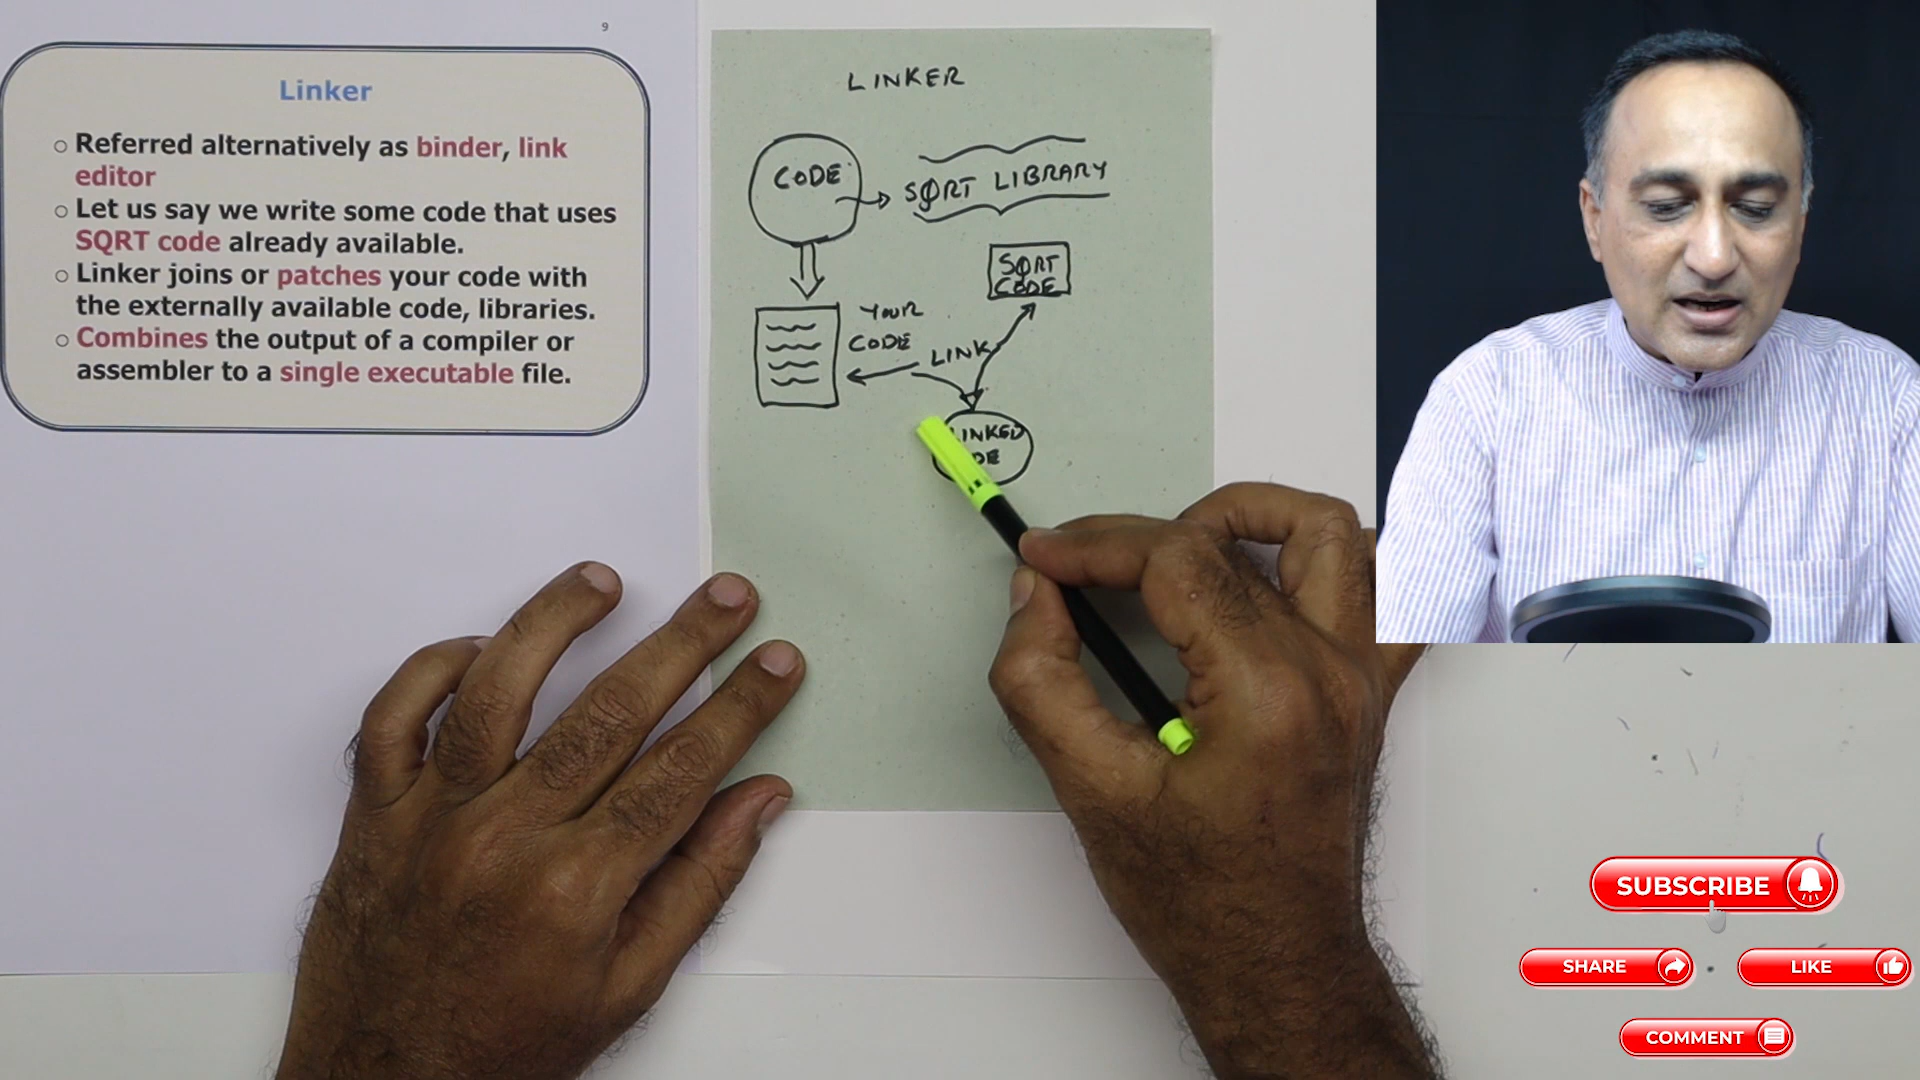 9
Linker
Referred alternatively as binder, link
editor
Let us say we write some code that uses
SQRT code already available.
Linker joins or patches your code with
the externally available code, libraries.
Combines the output of a compiler or
assembler to a single executable file.
LINKER
CODE
SQRT LIBRARY
SQRT
CODE
YOUR
CODE
LINK
LINKED
SUBSCRIBE
SHARE
LIKE
COMMENT